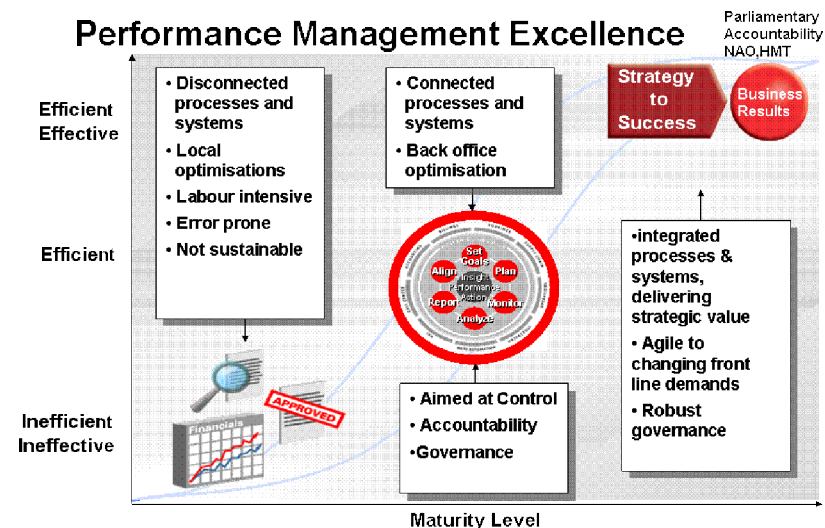 Performance Management Excellence
Parliamentary
Accountability
NAO,HMT
Efficient
Effective
Efficient
Inefficient
Ineffective
• Disconnected
processes and
systems
• Local
optimisations
• Labour intensive
• Error prone
• Not sustainable
• Connected
processes and
systems
• Back office
optimisation
Strategy
to
Success
Business
Results
Set
Goals
Align
Plan
Insight
Performance
Action
Report
Monitor
Analyze
•integrated
processes &
systems,
delivering
strategic value
• Agile to
changing front
line demands
• Robust
governance
APPROVED
Financials
• Aimed at Control
• Accountability
•Governance
Maturity Level